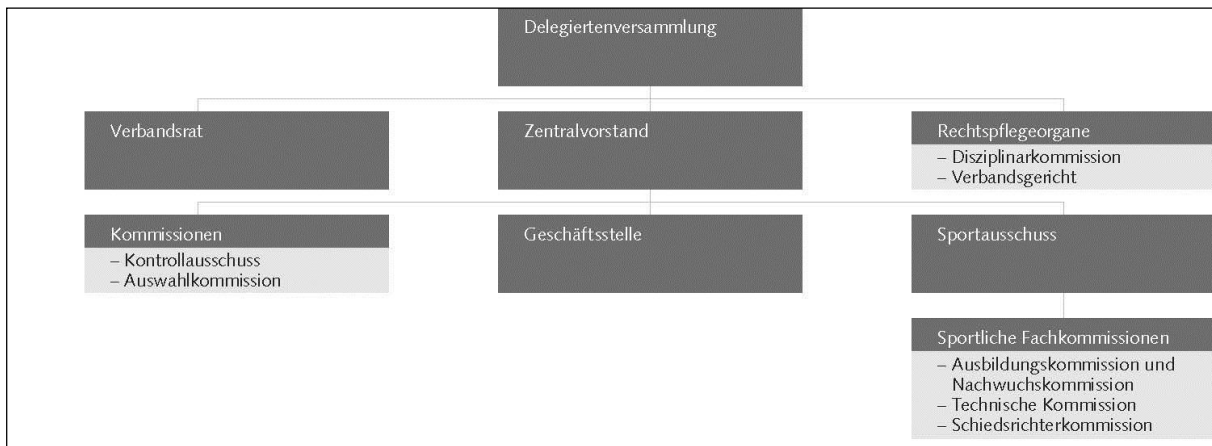 Delegiertenversammlung
Verbandsrat
Zentralvorstand
Rechtspflegeorgane
– Disziplinarkommission
– Verbandsgericht
Kommissionen
– Kontrollausschuss
– Auswahlkommission
Geschäftsstelle
Sportausschuss
Sportliche Fachkommissionen
– Ausbildungskommission und
Nachwuchskommission
– Technische Kommission
– Schiedsrichterkommission